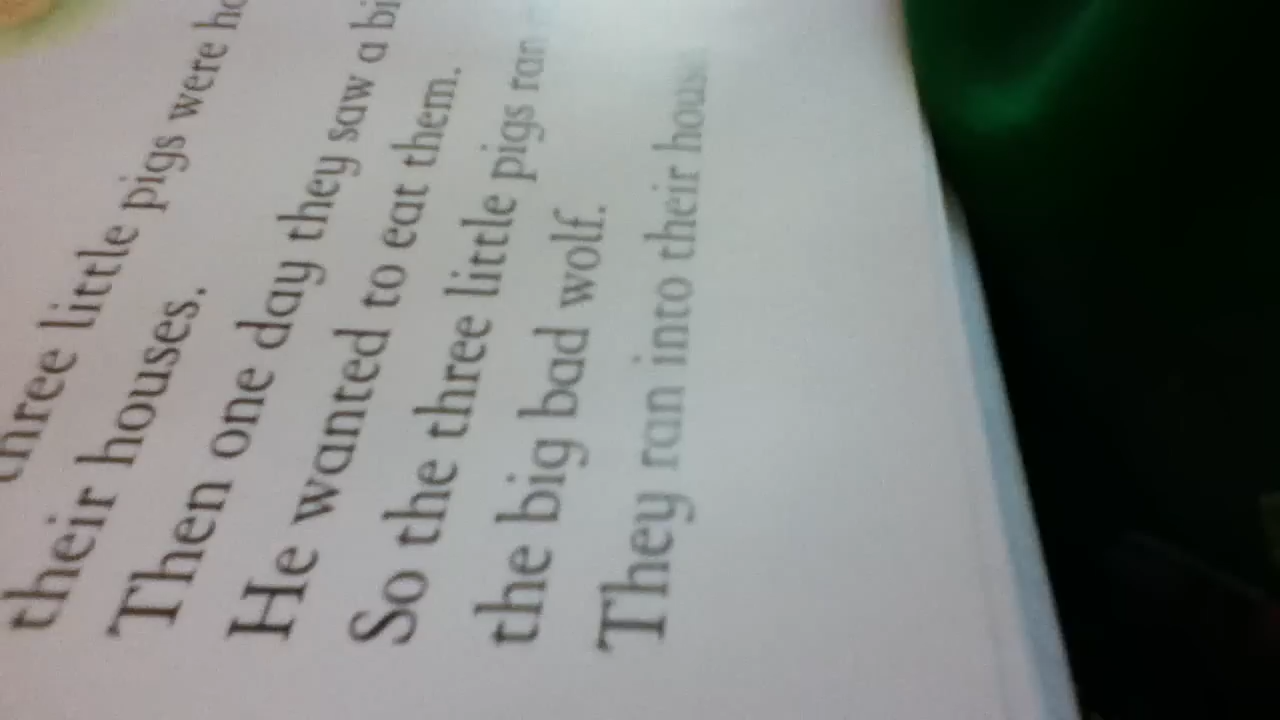 three little pigs were
their houses.
Then one day they saw a
He wanted to eat them.
So the three little pigs ran
the big bad wolf.
They ran into their